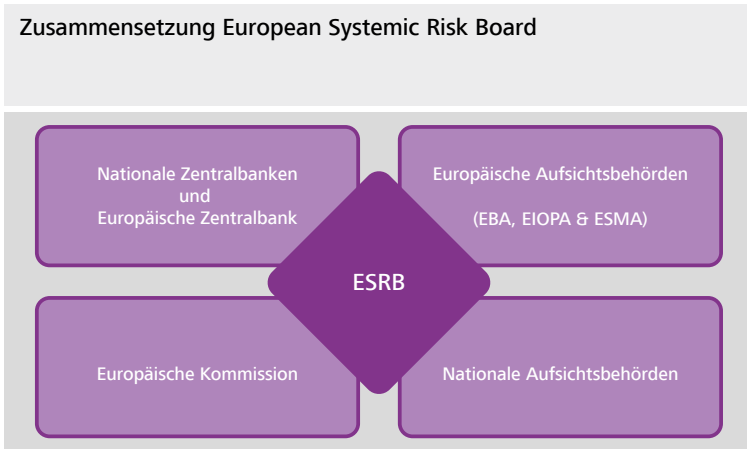 Zusammensetzung European Systemic Risk Board
Nationale Zentralbanken
und
Europäische Zentralbank
Europäische Aufsichtsbehörden
(EBA, EIOPA & ESMA)
ESRB
Europäische Kommission
Nationale Aufsichtsbehörden